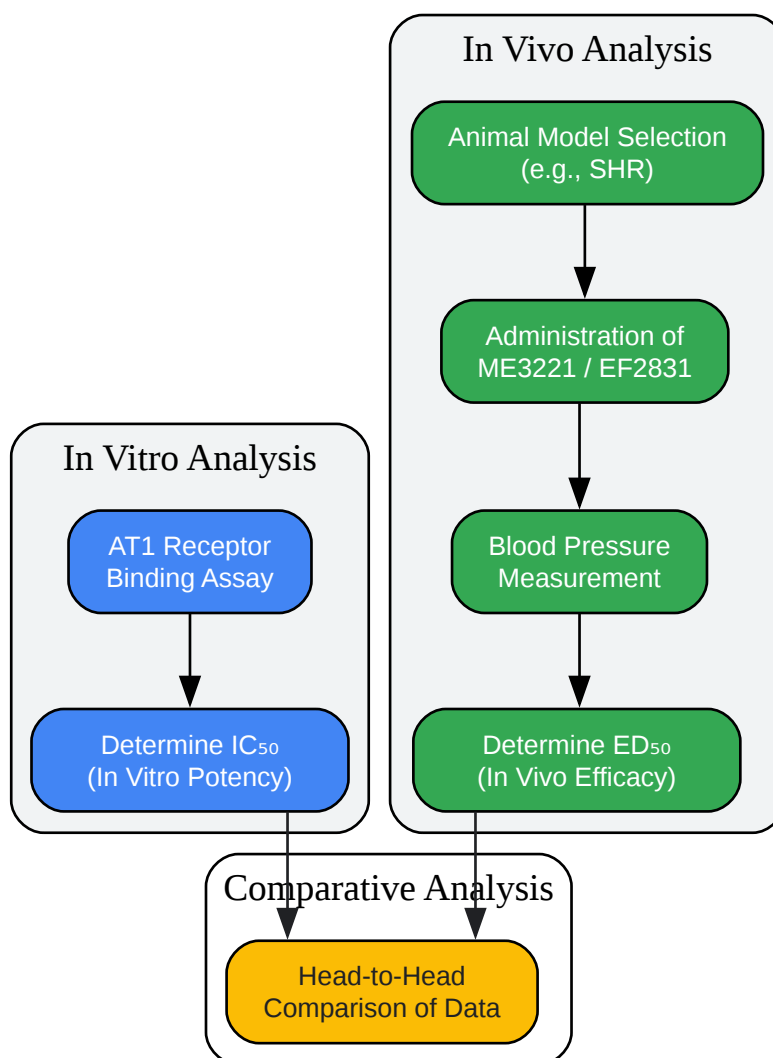 In Vivo Analysis
Animal Model Selection
(e.g., SHR)
Administration of
ME3221 / EF2831
Blood Pressure
Measurement
Determine ED₅₀
(In Vivo Efficacy)
In Vitro Analysis
AT1 Receptor
Binding Assay
Determine IC₅₀
(In Vitro Potency)
Comparative Analysis
Head-to-Head
Comparison of Data